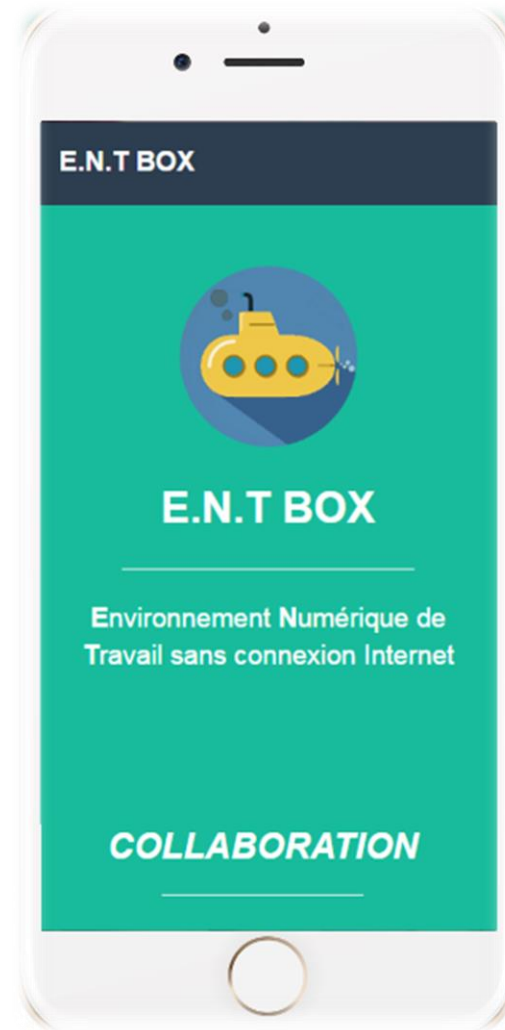 E.N.T BOX
E.N.T BOX
Environnement Numérique de
Travail sans connexion Internet
COLLABORATION